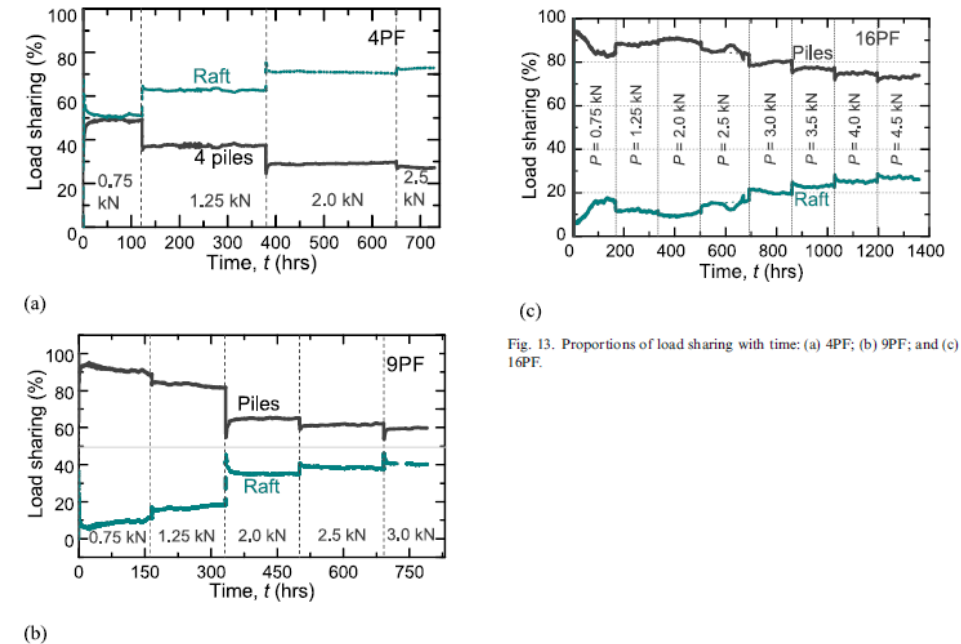 100
80
60
40
20
0
Load sharing (%)
4PF
Raft
4 piles
0.75
kN
1.25 kN
2.0 kN
2.5
kN
0 100 200 300 400 500 600 700
Time, t (hrs)
(a)
100
80
60
40
20
0
Load sharing (%)
9PF
Piles
Raft
0.75 kN 1.25 kN 2.0 kN 2.5 kN 3.0 kN
0 150 300 450 600 750
Time, t (hrs)
(b)
100
80
60
40
20
0
Load sharing (%)
16PF
Piles
P = 0.75 kN
P = 1.25 kN
P = 2.0 kN
P = 2.5 kN
P = 3.0 kN
P = 3.5 kN
P = 4.0 kN
P = 4.5 kN
Raft
0 200 400 600 800 1000 1200 1400
Time, t (hrs)
(c)
Fig. 13. Proportions of load sharing with time: (a) 4PF; (b) 9PF; and (c)
16PF.